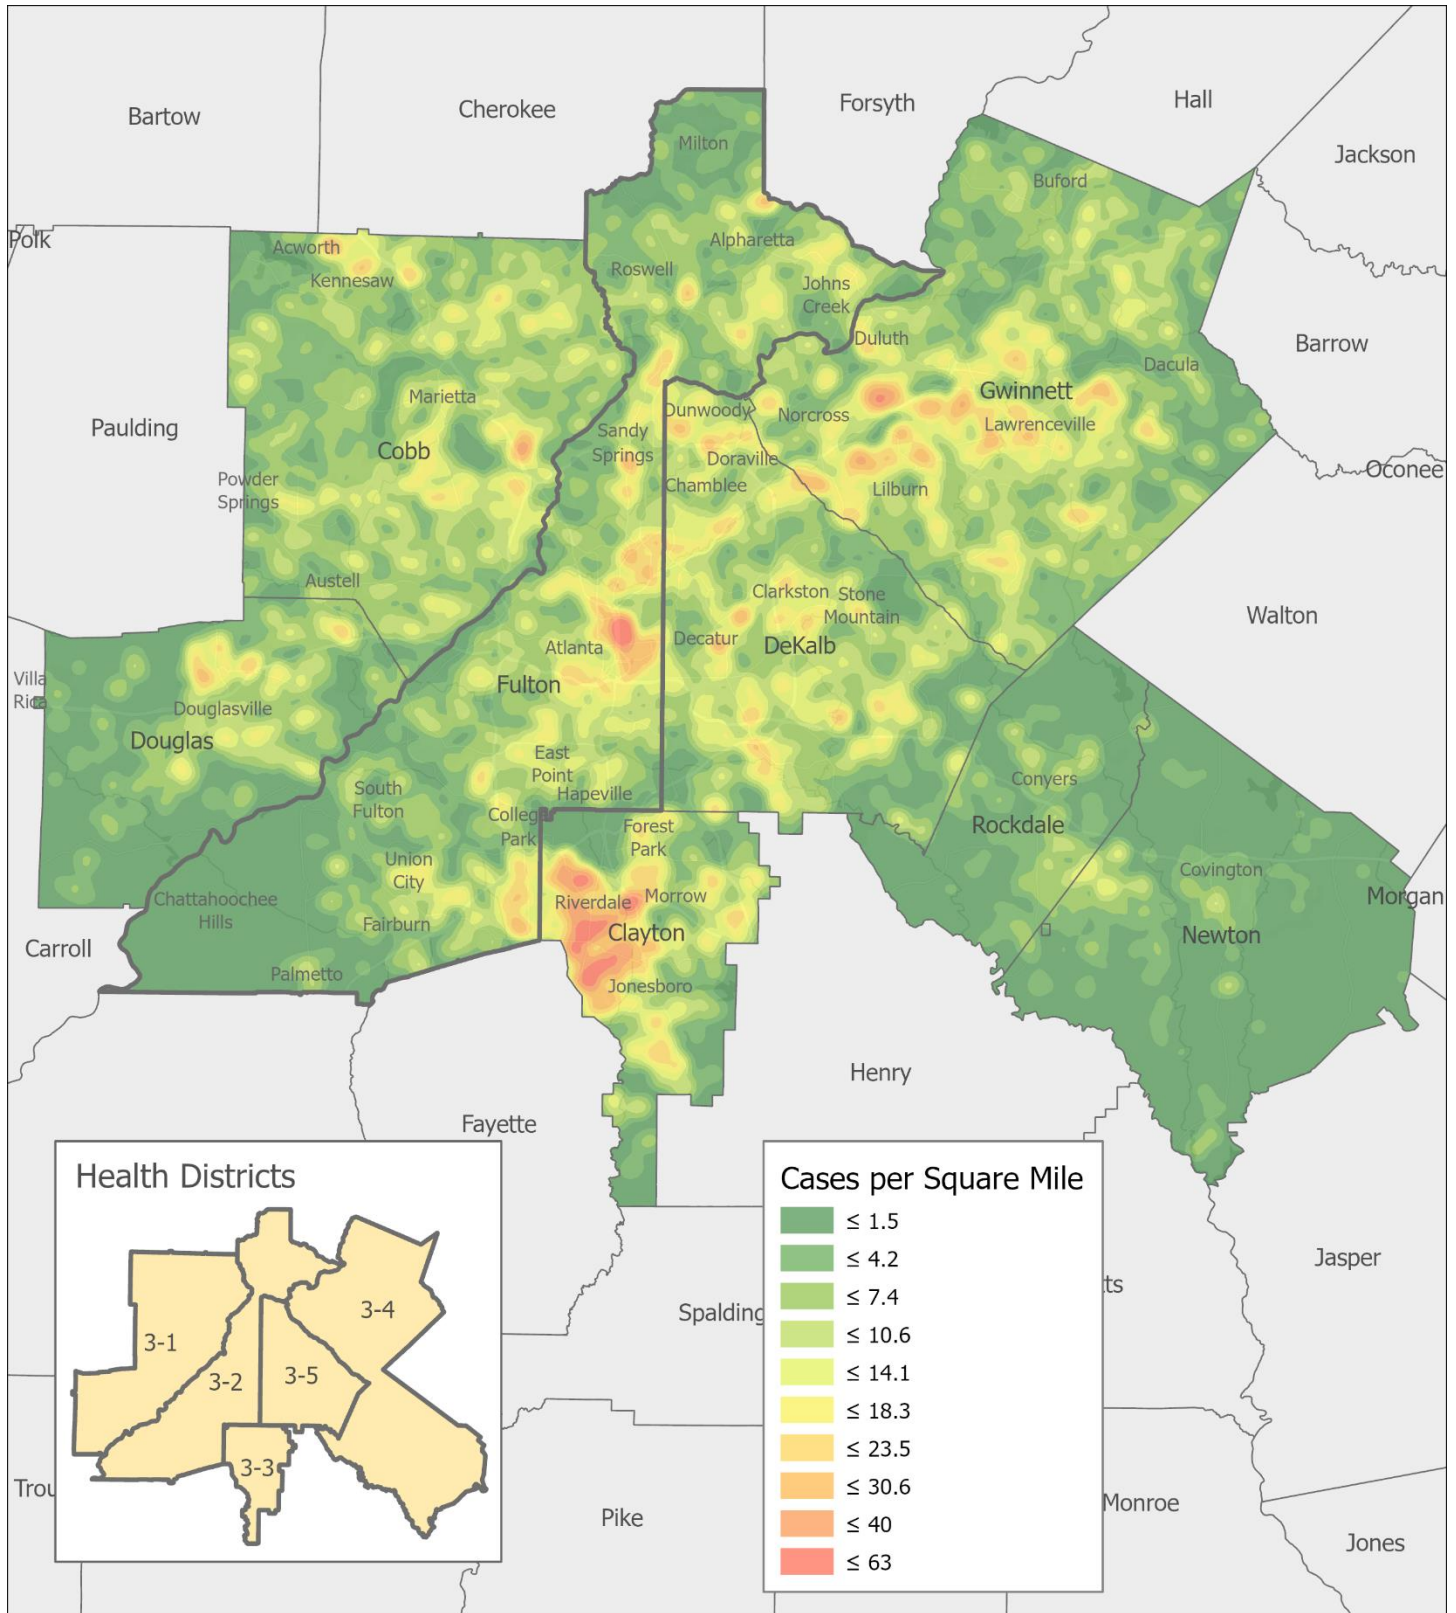 Bartow
Cherokee
Forsyth
Hall
Jackson
Milton
Buford
Polk
Acworth
Alpharetta
Kennesaw
Roswell
Johns
Creek
Duluth
Barrow
Dacula
Marietta
Gwinnett
Paulding
Dunwoody
Norcross
Lawrenceville
Cobb
Sandy
Springs
Doraville
Oconee
Powder
Springs
Chamblee
Lilburn
Austell
Clarkston
Stone
Mountain
Walton
Atlanta
Decatur
DeKalb
Villa
Rica
Fulton
Douglasville
Douglas
East
Point
Conyers
South
Fulton
Hapeville
College
Park
Forest
Park
Rockdale
Union
City
Covington
Chattahoochee
Hills
Riverdale
Morrow
Morgan
Fairburn
Clayton
Newton
Carroll
Palmetto
Jonesboro
Henry
Fayette
Health Districts
3-1
3-2
3-3
3-4
3-5
Cases per Square Mile
≤ 1.5
≤ 4.2
≤ 7.4
≤ 10.6
≤ 14.1
≤ 18.3
≤ 23.5
≤ 30.6
≤ 40
≤ 63
Jasper
ts
Spalding
Trou
Pike
Monroe
Jones